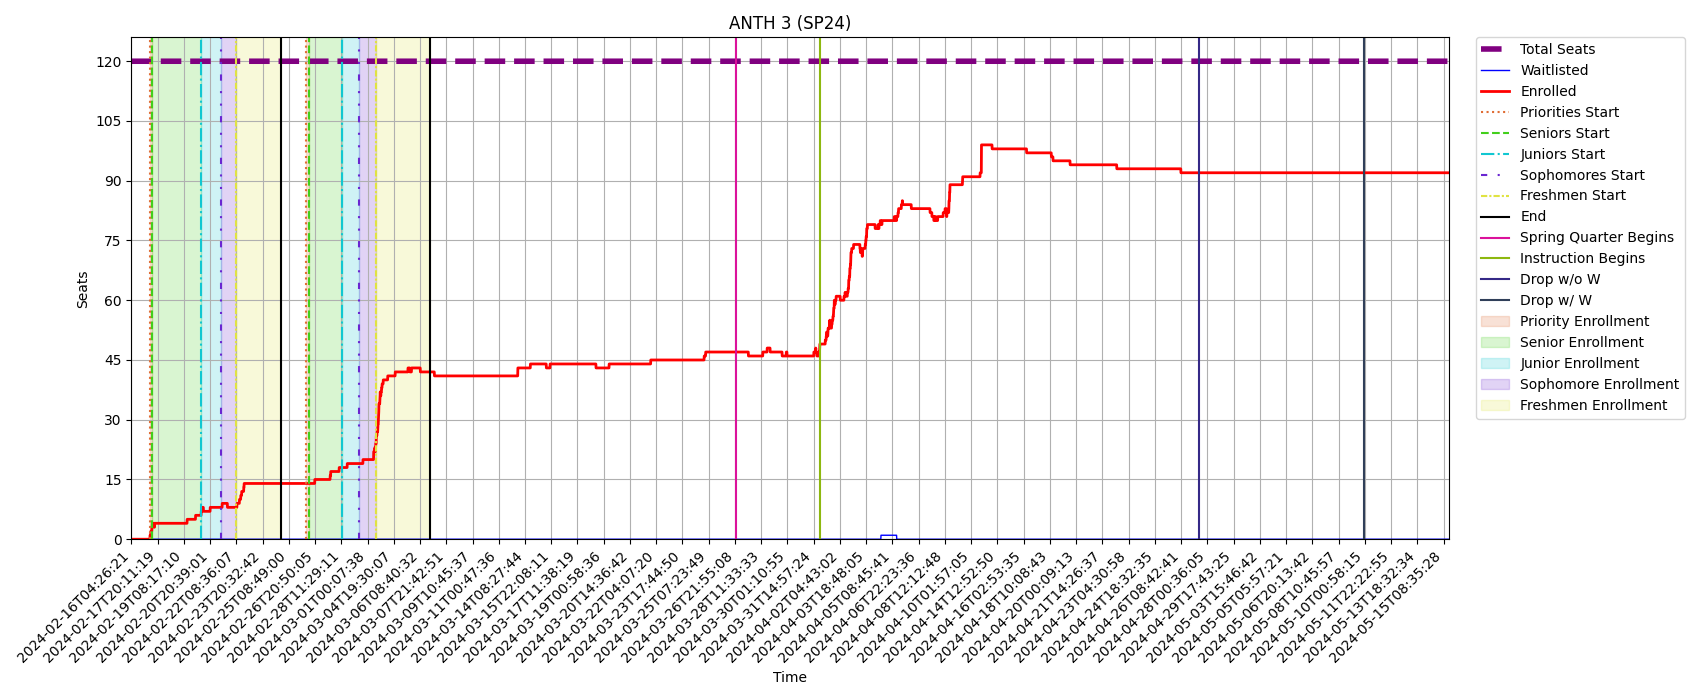 ANTH 3 (SP24)
Seats
120
105
90
75
60
45
30
15
0
2024-02-16T04:26:21
2024-02-17T20:11:19
2024-02-19T08:17:10
2024-02-20T20:39:01
2024-02-22T08:36:07
2024-02-23T20:32:42
2024-02-25T08:49:00
2024-02-26T20:50:05
2024-02-28T11:29:11
2024-03-01T00:07:38
2024-03-04T19:30:07
2024-03-06T08:40:32
2024-03-07T21:42:51
2024-03-09T10:45:37
2024-03-11T00:47:36
2024-03-14T08:27:44
2024-03-15T22:08:11
2024-03-17T11:38:19
2024-03-19T00:58:36
2024-03-20T14:36:42
2024-03-22T04:07:20
2024-03-23T17:44:50
2024-03-25T07:23:49
2024-03-26T21:55:08
2024-03-28T11:33:33
2024-03-30T01:10:55
2024-03-31T14:57:24
2024-04-02T04:43:02
2024-04-03T18:48:05
2024-04-05T08:45:41
2024-04-06T22:23:36
2024-04-08T12:12:48
2024-04-10T01:57:05
2024-04-14T12:52:50
2024-04-16T02:53:35
2024-04-18T10:08:43
2024-04-20T00:09:13
2024-04-21T14:26:37
2024-04-23T04:30:58
2024-04-24T18:32:35
2024-04-26T08:42:41
2024-04-28T00:36:05
2024-04-29T17:43:25
2024-05-03T15:46:42
2024-05-05T05:57:21
2024-05-06T20:13:42
2024-05-08T10:45:57
2024-05-10T00:58:15
2024-05-11T22:22:55
2024-05-13T18:32:34
2024-05-15T08:35:28
Time
Total Seats
Waitlisted
Enrolled
Priorities Start
Seniors Start
Juniors Start
Sophomores Start
Freshmen Start
End
Spring Quarter Begins
Instruction Begins
Drop w/o W
Drop w/ W
Priority Enrollment
Senior Enrollment
Junior Enrollment
Sophomore Enrollment
Freshmen Enrollment